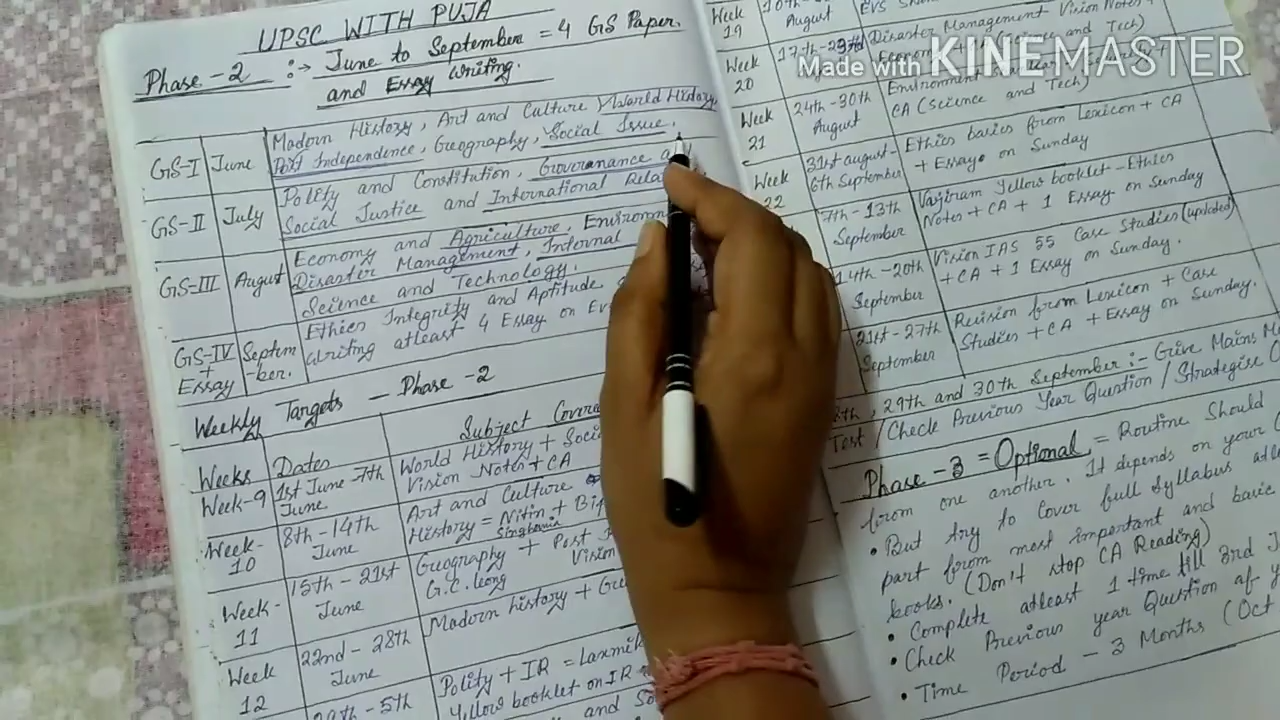 UPSC WITH PUJA
Phase-2 :→ June to September = 4 GS Paper.
and Essay writing.
GS-I June Modern History, Art and Culture, World History,
Post Independence, Geography, Social Issue.
GS-II July Polity and Constitution, Goverənance
Social Justice and International
GS-III August Economy and Agriculture,
Disaster Management, Internal
Science and Technology.
GS-IV + Essay Septem-ber. Ethics Integrity and Aptitude
writing atleast 4 Essay on
Weekly Targets - Phase-2
Weeks Dates Subject
Week-9 1st June-7th June World History +
Vision Notes + CA
Week-10 8th-14th June Art and Culture
History = Nitin Singhania +
Week-11 15th-21st June Geography + Post
G.C. Leong Vision
Week 12 22nd-28th June Modern history +
5th Polity + IR =
Yellow booklet on IR
and
Week 19 August EVS
Week 20 17th-23rd Disaster Management Vision Notes
August and Tech)
Week 21 24th-30th August Environment
CA (Science and Tech)
Week 22 31st august-6th September Ethics basics from Lexicon + CA
+ Essay on Sunday
7th-13th September Vajiram Yellow booklet-Ethics
Notes + CA + 1 Essay on Sunday
14th-20th September Vision IAS 55 Case Studies (updated)
+ CA + 1 Essay on Sunday.
21st-27th September Revision from Lexicon + Case
Studies + CA + Essay on Sunday.
29th and 30th September :- Give Mains
Test / Check Previous Year Question / Strategise
Phase-3 = Optional = Routine Should
from one another. It depends on your
• But try to cover full syllabus
part from most important and basic
books. (Don't stop CA Reading)
• Complete atleast 1 time till 3rd
• Check Previous year Question of
• Time Period - 3 Months (Oct
Made with KINEMASTER